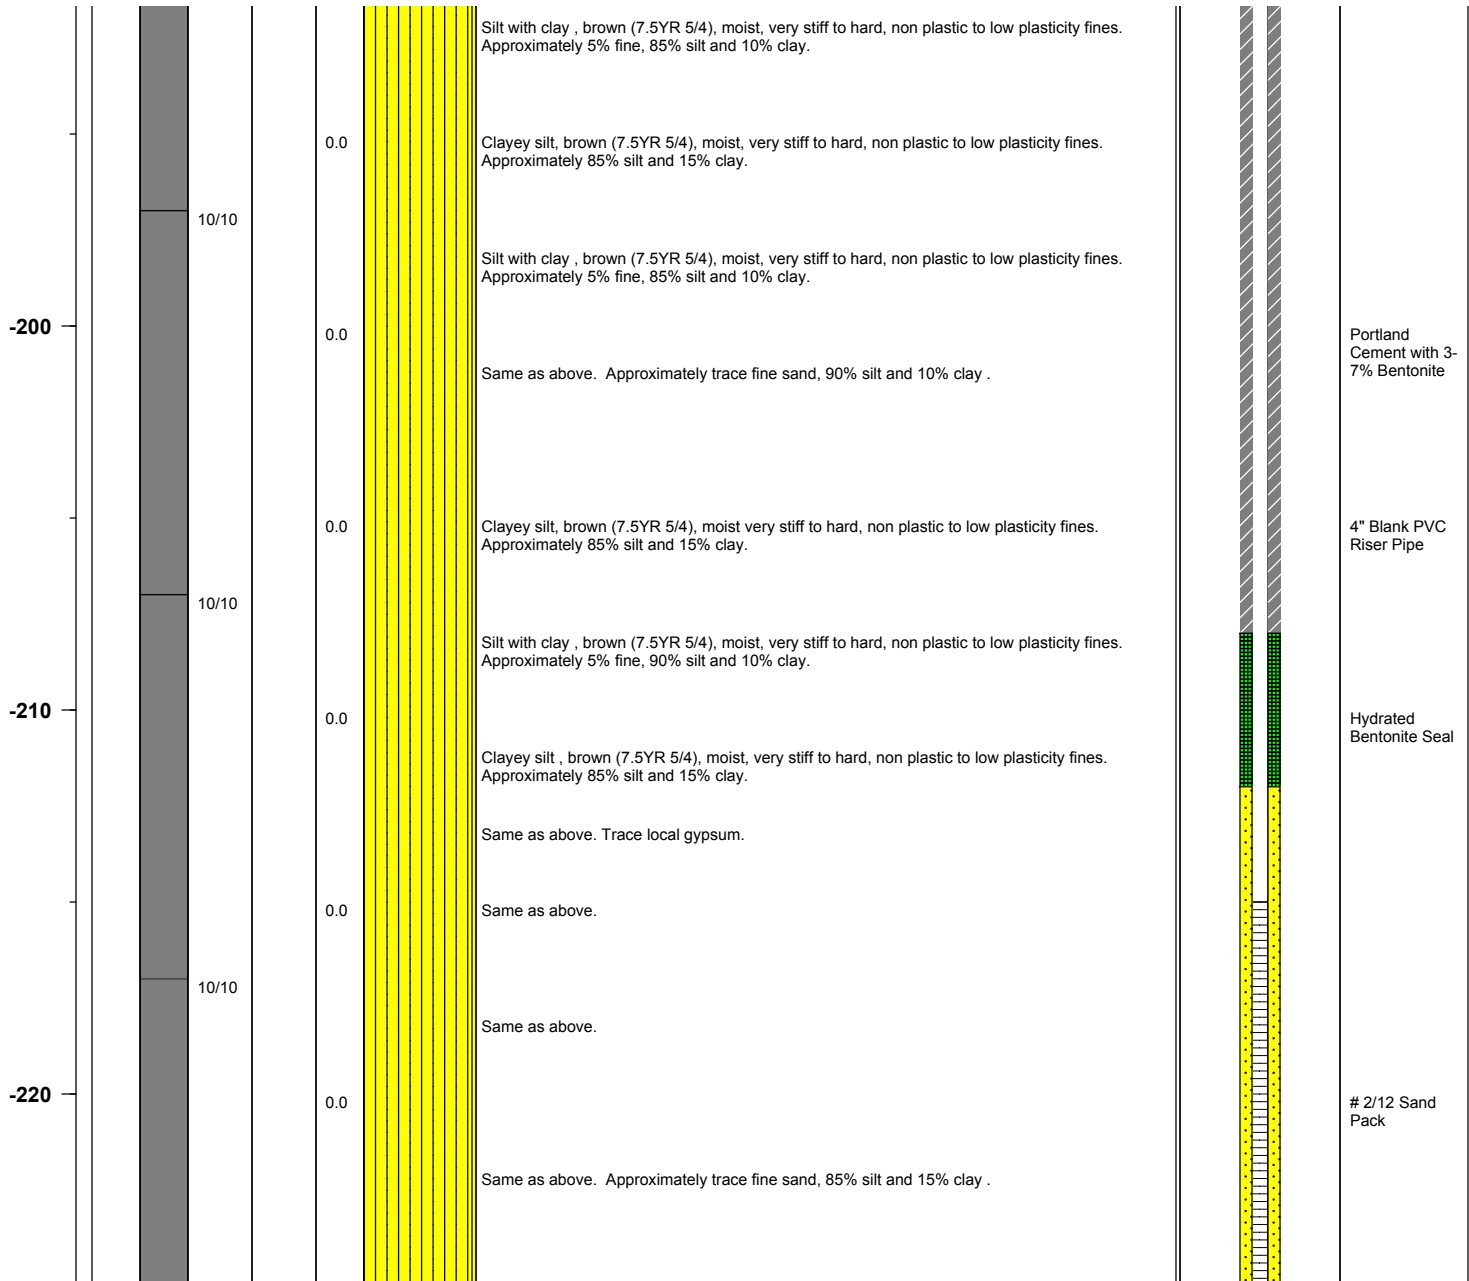 Silt with clay , brown (7.5YR 5/4), moist, very stiff to hard, non plastic to low plasticity fines.
Approximately 5% fine, 85% silt and 10% clay.
0.0
Clayey silt, brown (7.5YR 5/4), moist, very stiff to hard, non plastic to low plasticity fines.
Approximately 85% silt and 15% clay.
10/10
Silt with clay , brown (7.5YR 5/4), moist, very stiff to hard, non plastic to low plasticity fines.
Approximately 5% fine, 85% silt and 10% clay.
-200
0.0
Portland
Cement with 3-
7% Bentonite
Same as above.  Approximately trace fine sand, 90% silt and 10% clay .
0.0
Clayey silt, brown (7.5YR 5/4), moist very stiff to hard, non plastic to low plasticity fines.
Approximately 85% silt and 15% clay.
4" Blank PVC
Riser Pipe
10/10
Silt with clay , brown (7.5YR 5/4), moist, very stiff to hard, non plastic to low plasticity fines.
Approximately 5% fine, 90% silt and 10% clay.
-210
0.0
Hydrated
Bentonite Seal
Clayey silt , brown (7.5YR 5/4), moist, very stiff to hard, non plastic to low plasticity fines.
Approximately 85% silt and 15% clay.
Same as above. Trace local gypsum.
0.0
Same as above.
10/10
Same as above.
-220
0.0
# 2/12 Sand
Pack
Same as above.  Approximately trace fine sand, 85% silt and 15% clay .